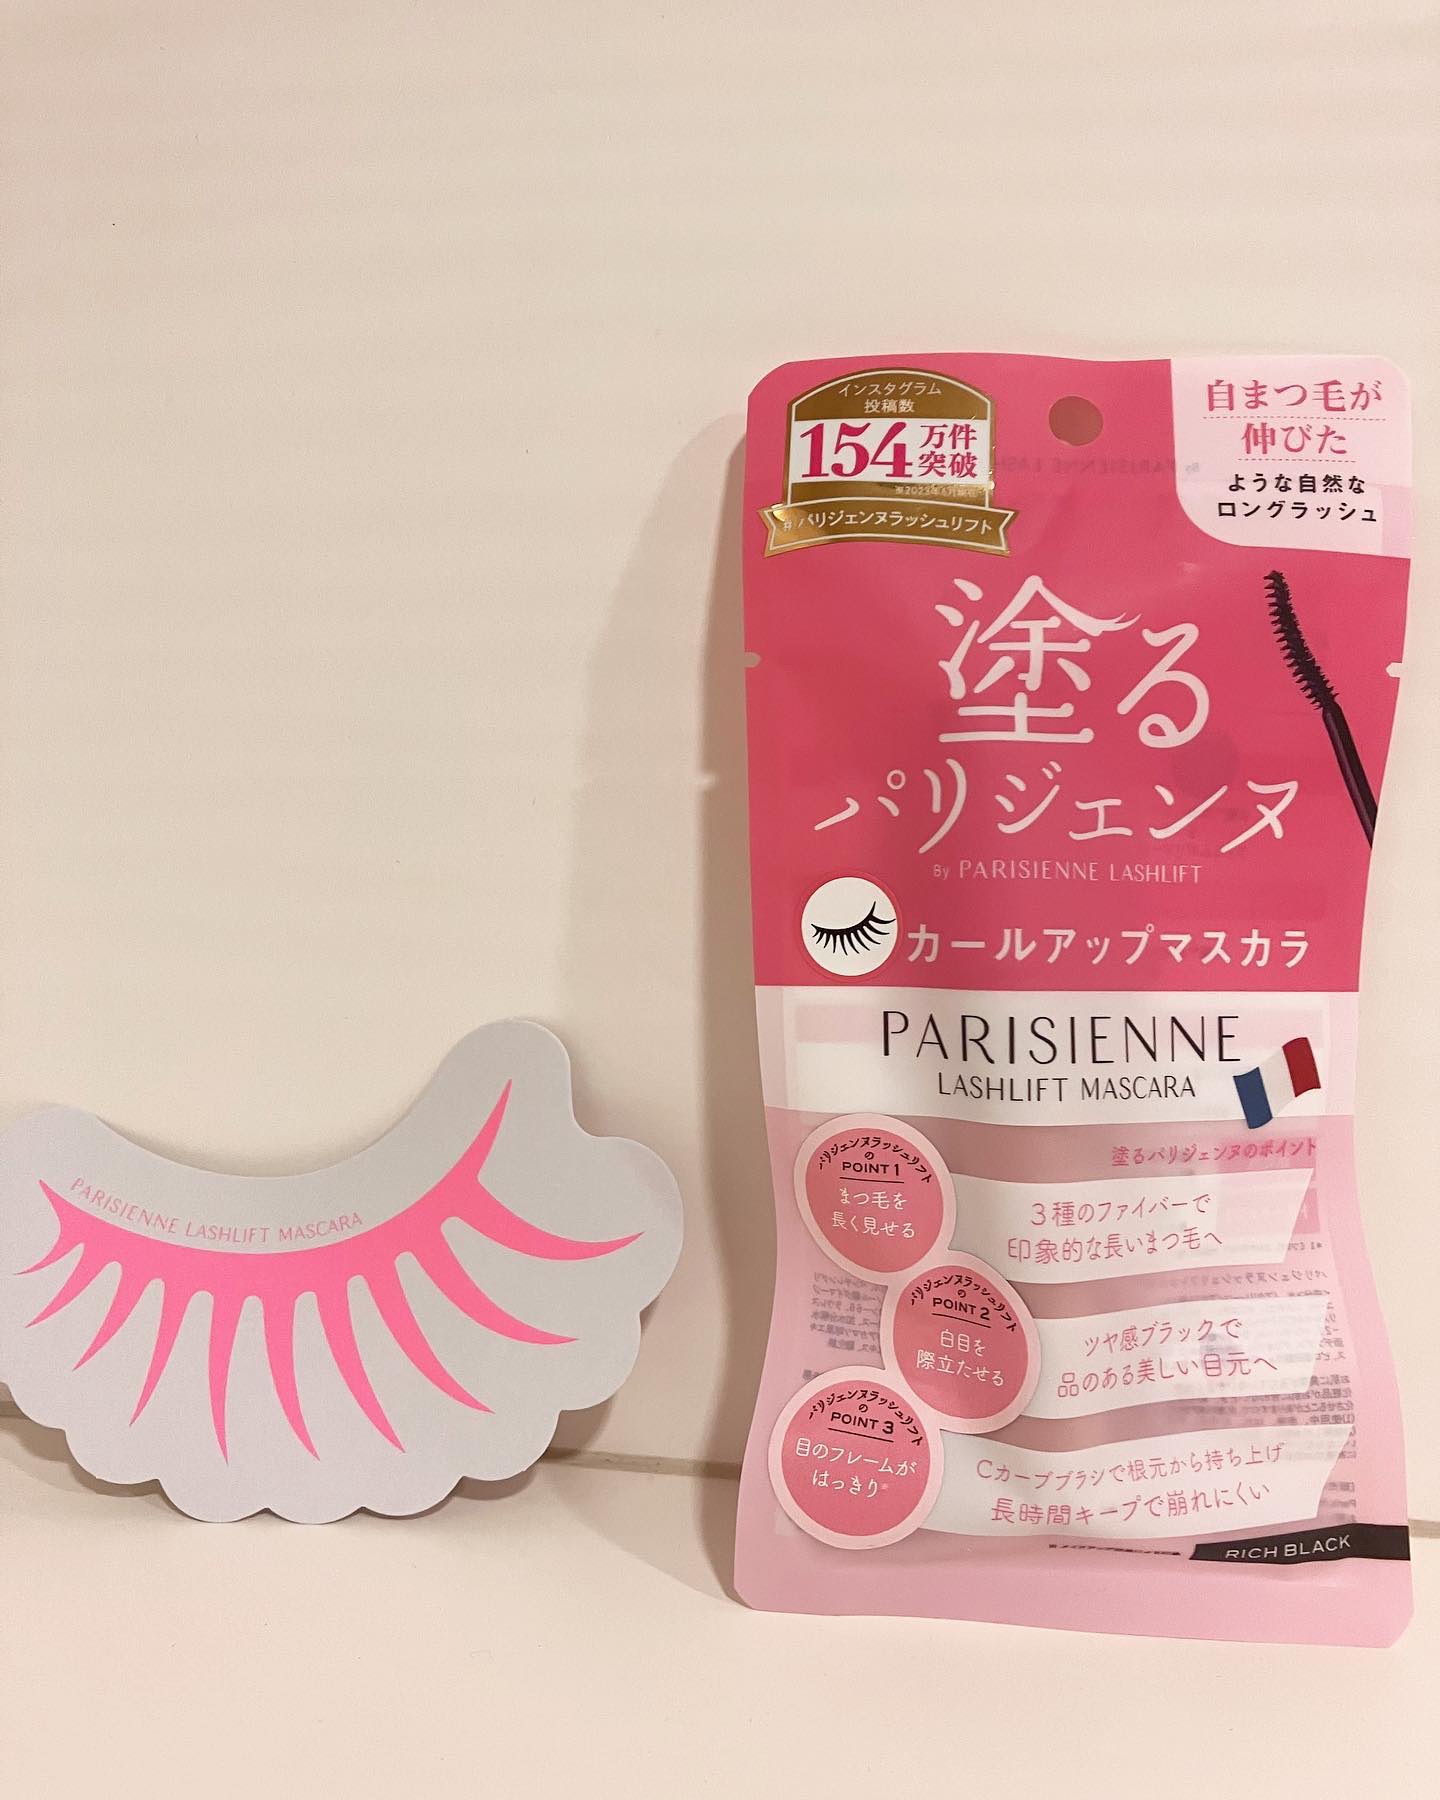 インスタグラム
投稿数
154万件突破
※2023年6月現在
#パリジェンヌラッシュリフト
自まつ毛が
伸びた
ような自然な
ロングラッシュ
塗る
パリジェンヌ
By PARISIENNE LASHLIFT
カールアップマスカラ
PARISIENNE
LASHLIFT MASCARA
塗るパリジェンヌのポイント
パリジェンヌラッシュリフト
の
POINT 1
まつ毛を
長く見せる
3種のファイバーで
印象的な長いまつ毛へ
パリジェンヌラッシュリフト
の
POINT 2
白目を
際立たせる
ツヤ感ブラックで
品のある美しい目元へ
パリジェンヌラッシュリフト
の
POINT 3
目のフレームが
はっきり※
Cカーブブラシで根元から持ち上げ
長時間キープで崩れにくい
RICH BLACK
PARISIENNE LASHLIFT MASCARA